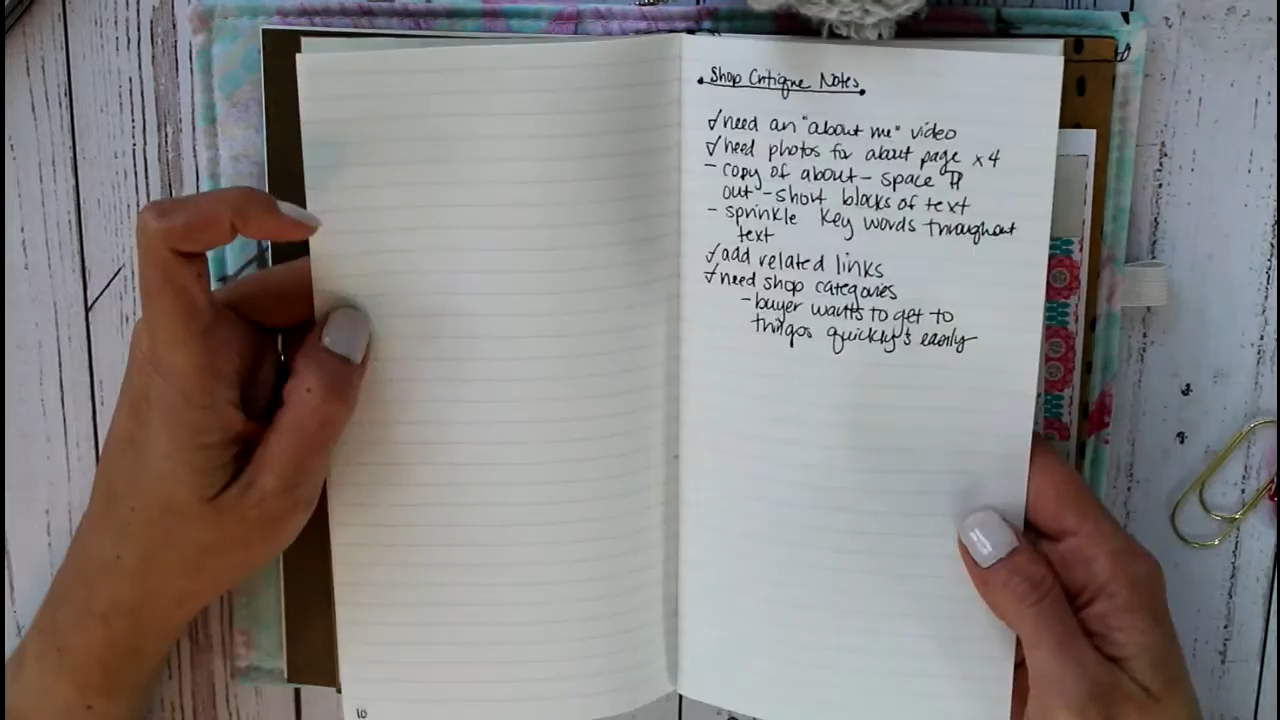 Shop Critique Notes
✓need an "about me" video
✓need photos for about page x 4
- copy of about - space
out - short blocks of text
- sprinkle key words throughout
text
✓add related links
✓need shop categories
- buyer wants to get to
things quickly & easily
10